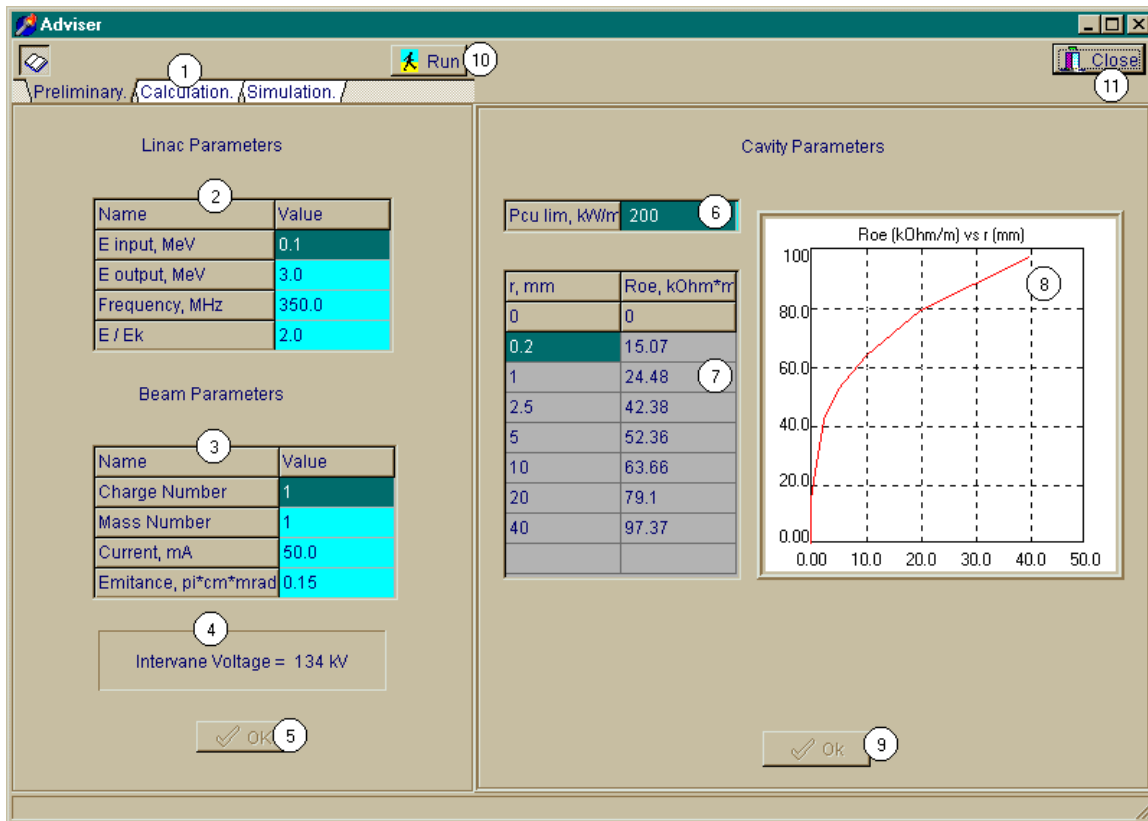 Adviser
1
Run
10
Close
11
Preliminary. Calculation. Simulation.
Linac Parameters
2
Name Value
E input, MeV 0.1
E output, MeV 3.0
Frequency, MHz 350.0
E / Ek 2.0
Beam Parameters
3
Name Value
Charge Number 1
Mass Number 1
Current, mA 50.0
Emitance, pi*cm*mrad 0.15
4
Intervane Voltage = 134 kV
OK
5
Cavity Parameters
Pcu lim, kW/m 200
6
r, mm Roe, kOhm*m
0 0
0.2 15.07
1 24.48
7
2.5 42.38
5 52.36
10 63.66
20 79.1
40 97.37
Roe (kOhm/m) vs r (mm)
100
8
80.0
60.0
40.0
20.0
0.00
0.00 10.0 20.0 30.0 40.0 50.0
Ok
9